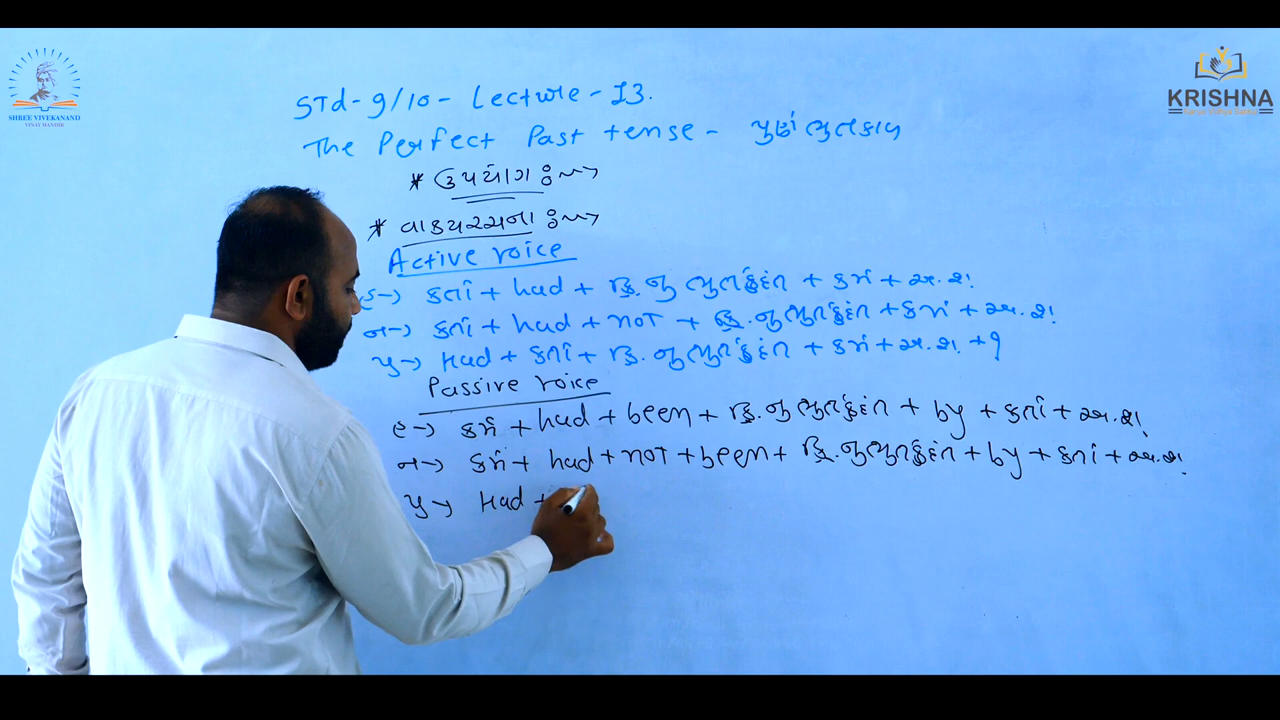 SHREE VIVEKANAND
VINAY MANDIR
KRISHNA
STd-9/10- Lecture-13.
The Perfect Past tense - પુર્ણ ભુતકાળ
* ઉપયોગ :~→
* વાક્યરચના :~→
Active voice
હ-> કર્તા + had + ક્રિ.નુ ભુતકૃદંત + કર્મ + અ.શ!
ન-> કર્તા + had + not + ક્રિ.નુ ભુતકૃદંત + કર્મ + અ.શ!
પ્ર-> Had + કર્તા + ક્રિ.નુ ભુતકૃદંત + કર્મ + અ.શ. + ?
Passive voice
હ-> કર્મ + had + been + ક્રિ.નુ ભુતકૃદંત + by + કર્તા + અ.શ!
ન-> કર્મ + had + not + been + ક્રિ.નુ ભુતકૃદંત + by + કર્તા + અ.શ!
પ્ર-> Had +